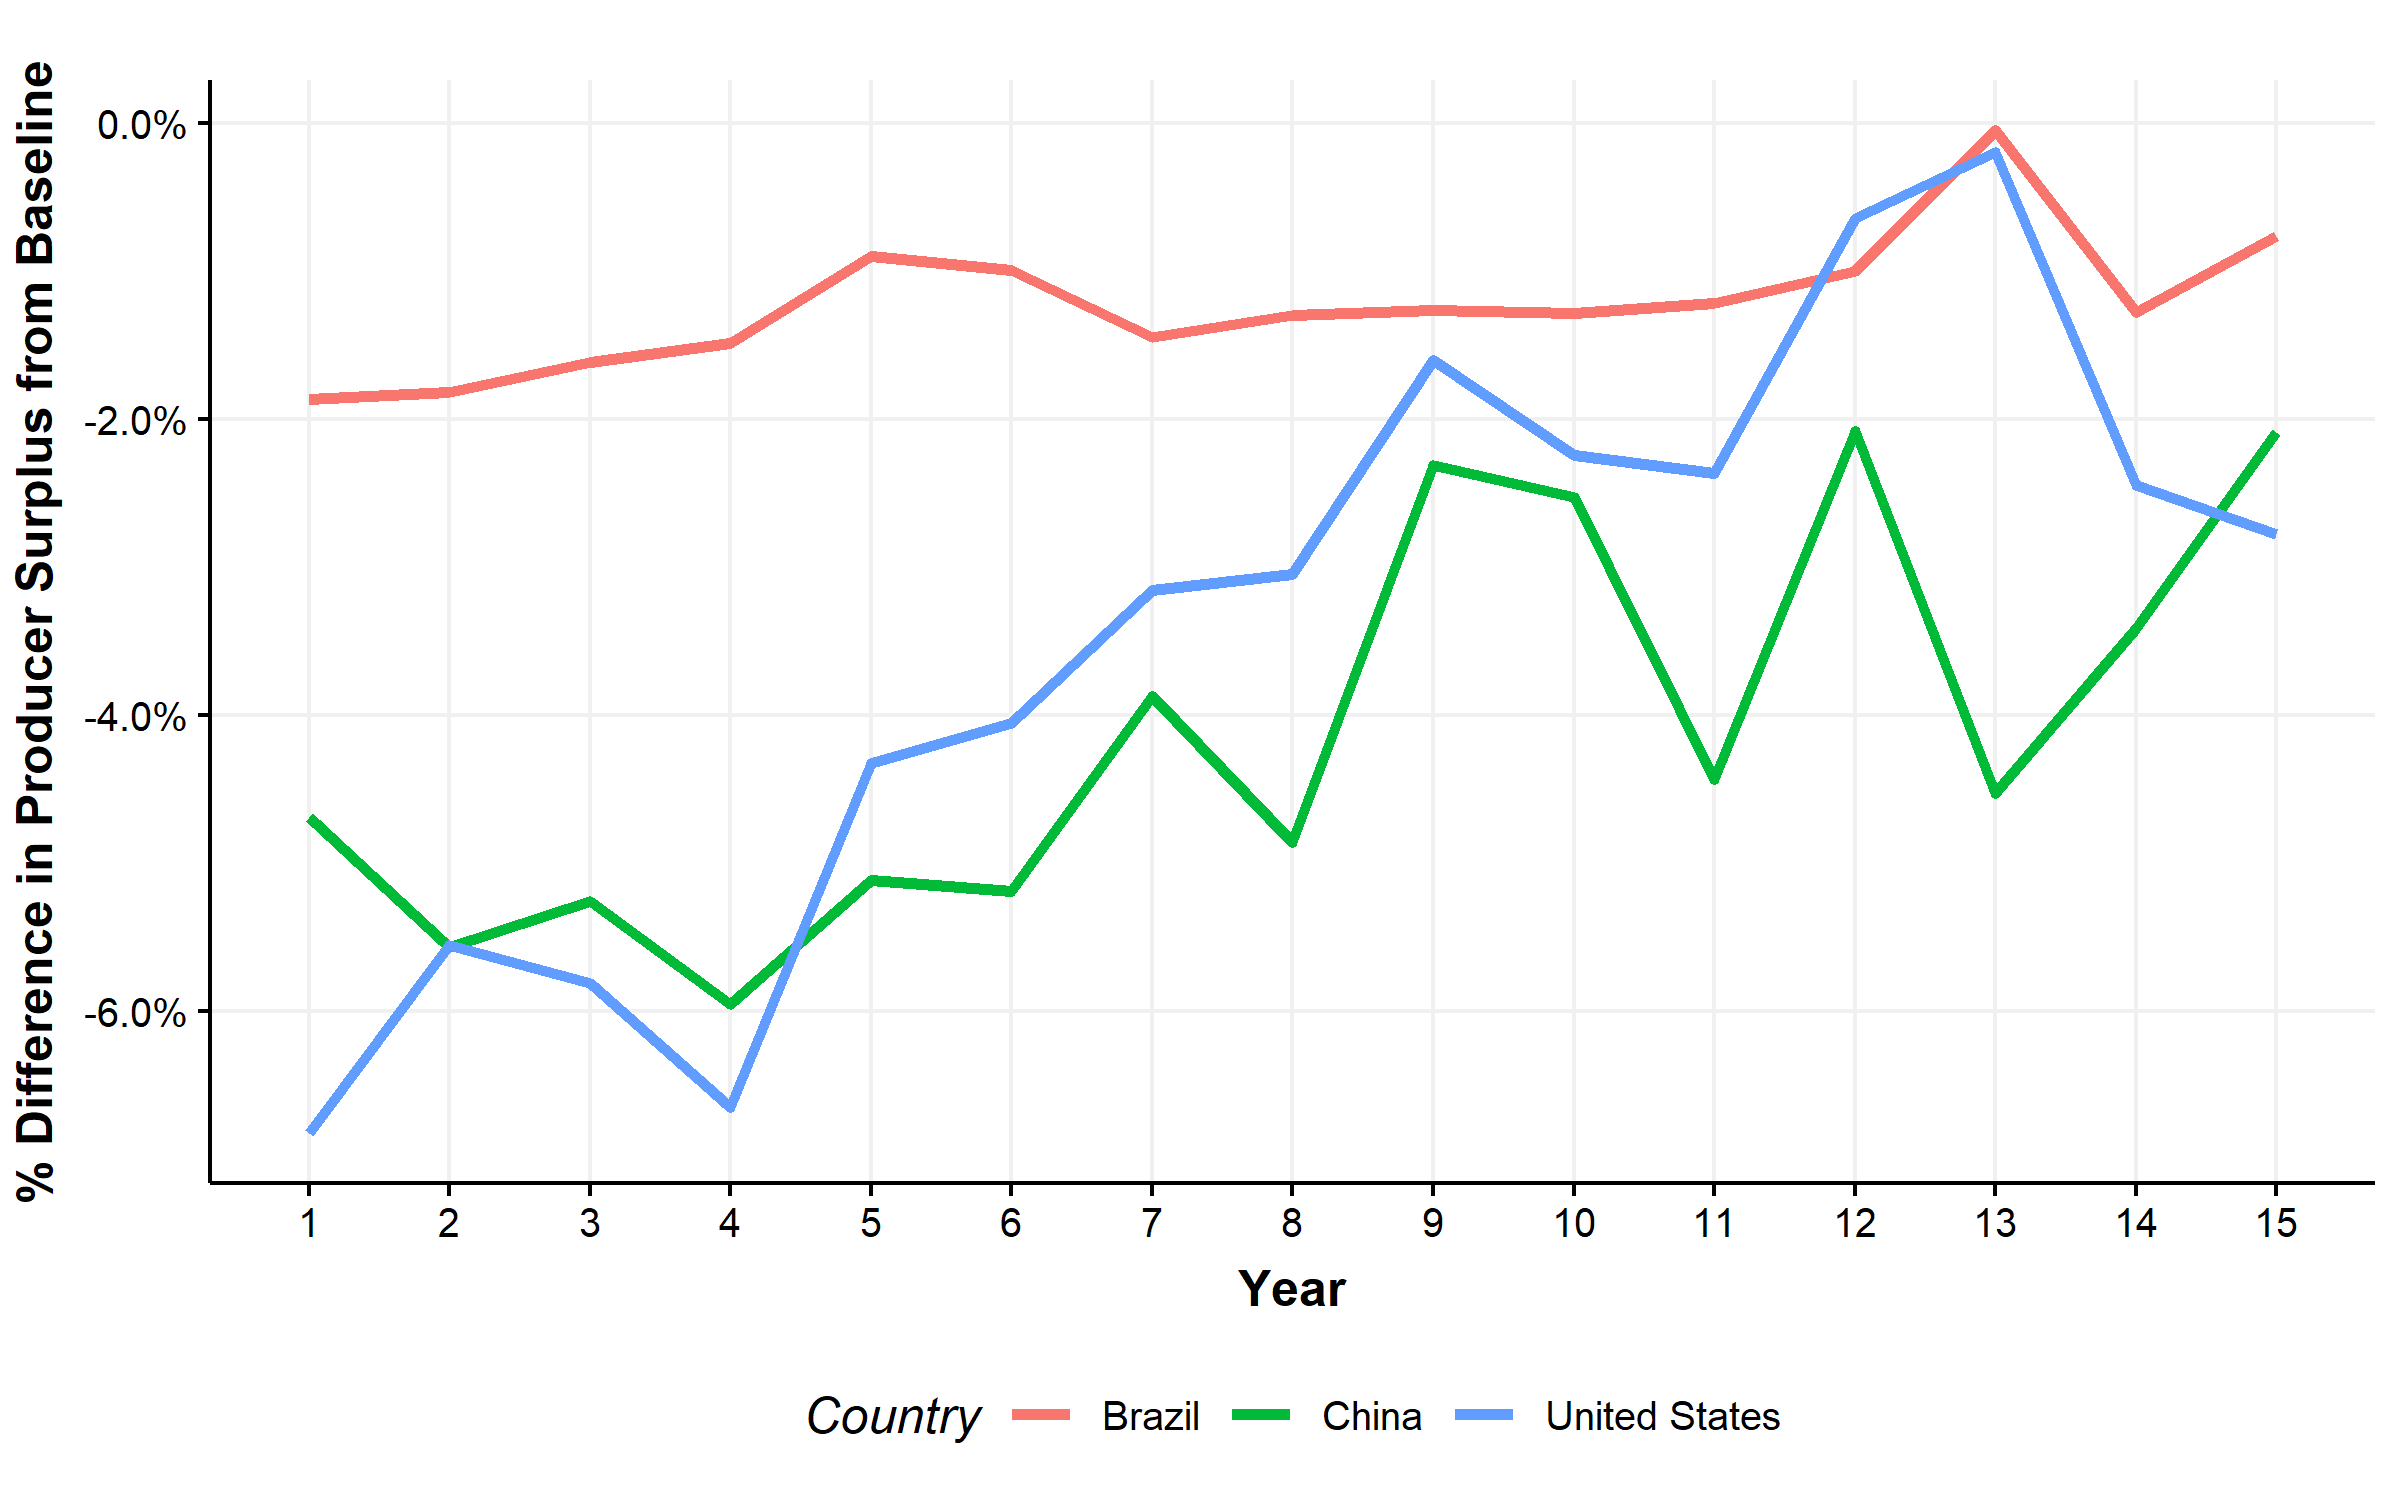 % Difference in Producer Surplus from Baseline
0.0%
-2.0%
-4.0%
-6.0%
1 2 3 4 5 6 7 8 9 10 11 12 13 14 15
Year
Country Brazil China United States